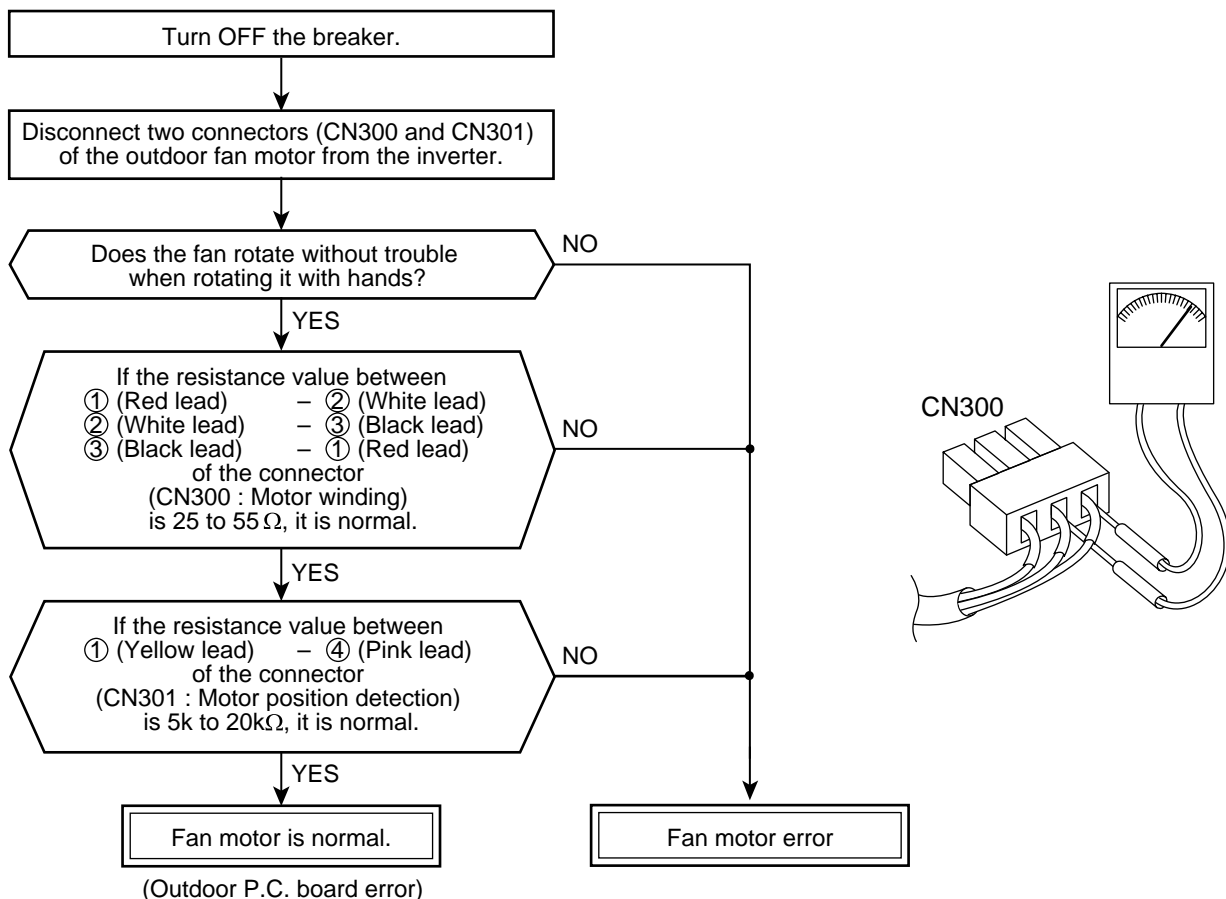 Turn OFF the breaker.
Disconnect two connectors (CN300 and CN301)
of the outdoor fan motor from the inverter.
Does the fan rotate without trouble
when rotating it with hands?
NO
YES
If the resistance value between
① (Red lead) – ② (White lead)
② (White lead) – ③ (Black lead)
③ (Black lead) – ① (Red lead)
of the connector
(CN300 : Motor winding)
is 25 to 55 Ω, it is normal.
NO
CN300
YES
If the resistance value between
① (Yellow lead) – ④ (Pink lead)
of the connector
(CN301 : Motor position detection)
is 5k to 20kΩ, it is normal.
NO
YES
Fan motor is normal.
Fan motor error
(Outdoor P.C. board error)